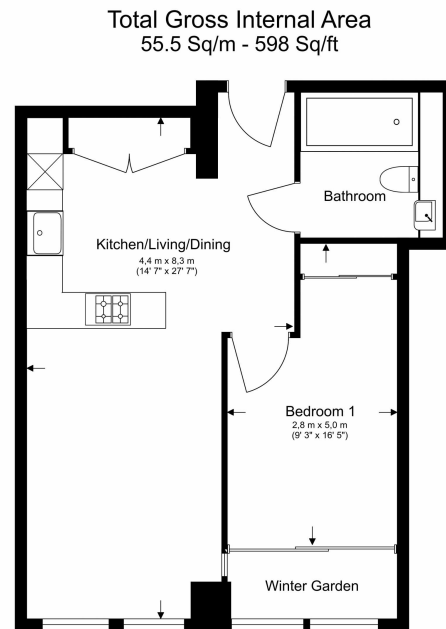 Total Gross Internal Area
55.5 Sq/m - 598 Sq/ft
Bathroom
Kitchen/Living/Dining
4,4 m x 8,3 m
(14' 7" x 27' 7")
Bedroom 1
2,8 m x 5,0 m
(9' 3" x 16' 5")
Winter Garden